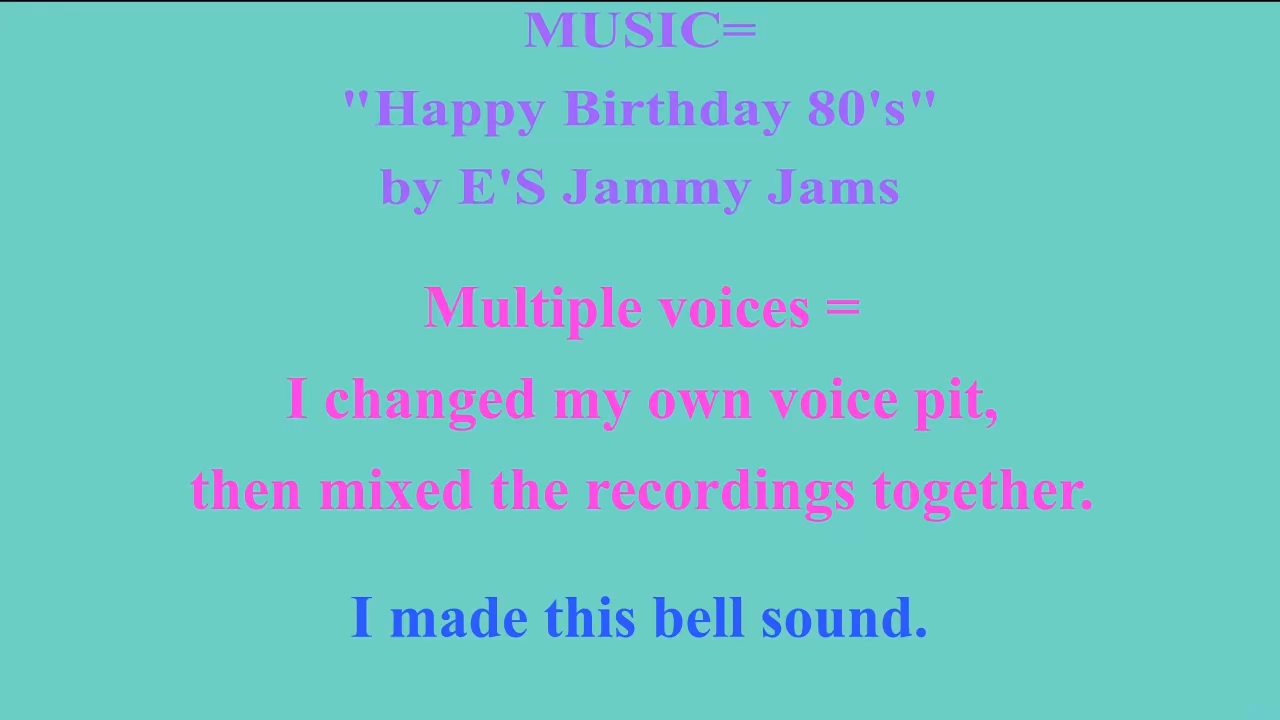 MUSIC=
"Happy Birthday 80's"
by E'S Jammy Jams
Multiple voices =
I changed my own voice pit,
then mixed the recordings together.
I made this bell sound.